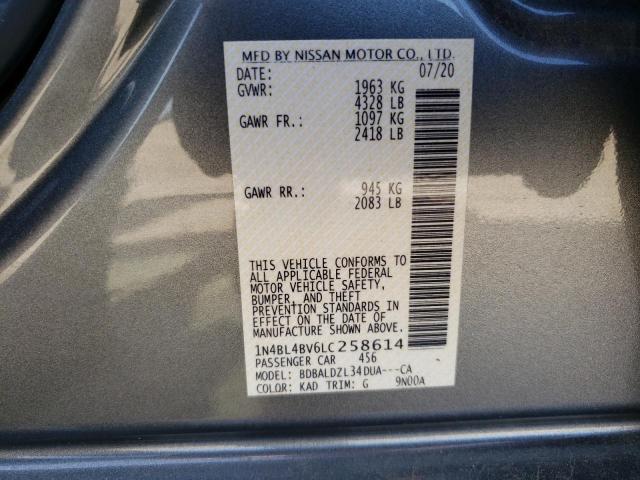 MFD BY NISSAN MOTOR CO., LTD.
DATE: 07/20
GVWR: 1963 KG
4328 LB
GAWR FR.: 1097 KG
2418 LB
GAWR RR.: 945 KG
2083 LB
THIS VEHICLE CONFORMS TO
ALL APPLICABLE FEDERAL
MOTOR VEHICLE SAFETY,
BUMPER, AND THEFT
PREVENTION STANDARDS IN
EFFECT ON THE DATE OF
MANUFACTURE SHOWN ABOVE.
1N4BL4BV6LC258614
PASSENGER CAR 456
MODEL: BDBALDZL34DUA---CA
COLOR: KAD TRIM: G 9N00A